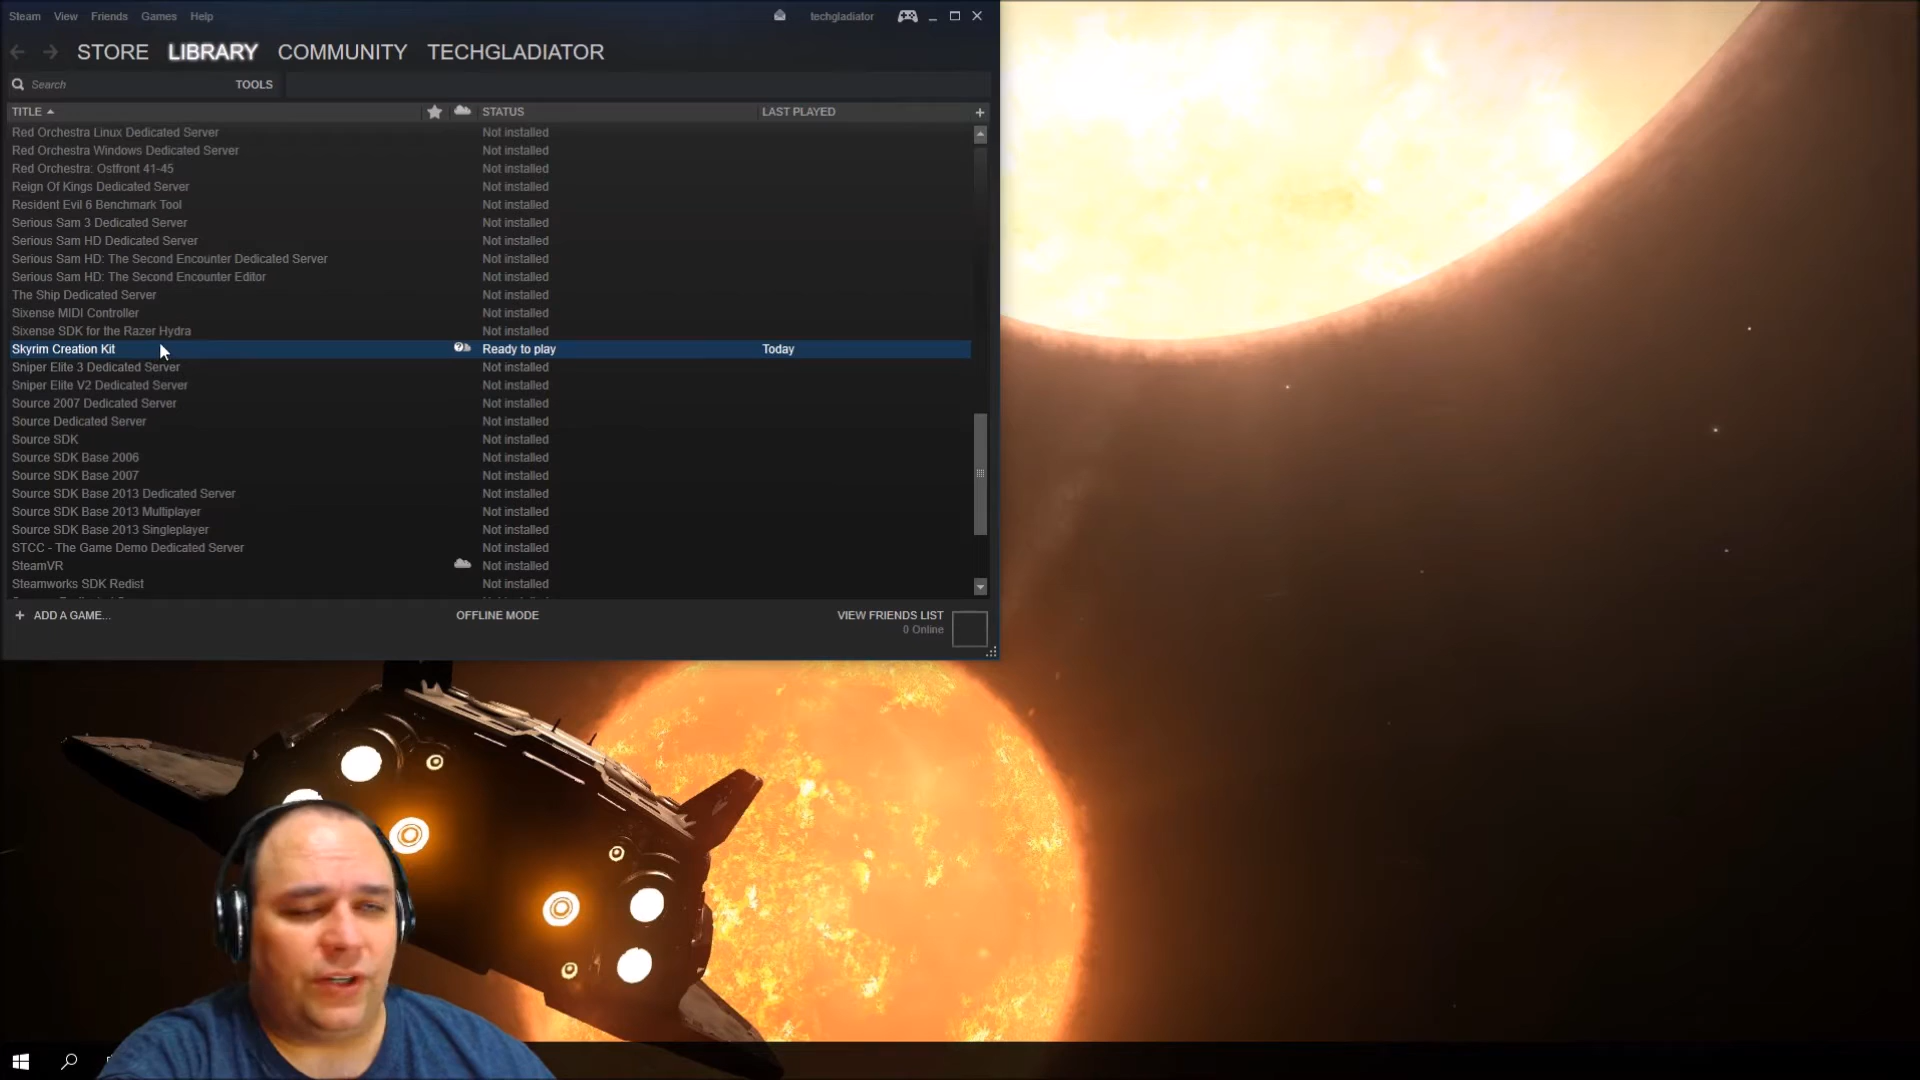 Steam View Friends Games Help techgladiator
STORE LIBRARY COMMUNITY TECHGLADIATOR
Search TOOLS
TITLE STATUS LAST PLAYED +
Red Orchestra Linux Dedicated Server Not installed
Red Orchestra Windows Dedicated Server Not installed
Red Orchestra: Ostfront 41-45 Not installed
Reign Of Kings Dedicated Server Not installed
Resident Evil 6 Benchmark Tool Not installed
Serious Sam 3 Dedicated Server Not installed
Serious Sam HD Dedicated Server Not installed
Serious Sam HD: The Second Encounter Dedicated Server Not installed
Serious Sam HD: The Second Encounter Editor Not installed
The Ship Dedicated Server Not installed
Sixense MIDI Controller Not installed
Sixense SDK for the Razer Hydra Not installed
Skyrim Creation Kit Ready to play Today
Sniper Elite 3 Dedicated Server Not installed
Sniper Elite V2 Dedicated Server Not installed
Source 2007 Dedicated Server Not installed
Source Dedicated Server Not installed
Source SDK Not installed
Source SDK Base 2006 Not installed
Source SDK Base 2007 Not installed
Source SDK Base 2013 Dedicated Server Not installed
Source SDK Base 2013 Multiplayer Not installed
Source SDK Base 2013 Singleplayer Not installed
STCC - The Game Demo Dedicated Server Not installed
SteamVR Not installed
Steamworks SDK Redist Not installed
+ ADD A GAME... OFFLINE MODE VIEW FRIENDS LIST
0 Online